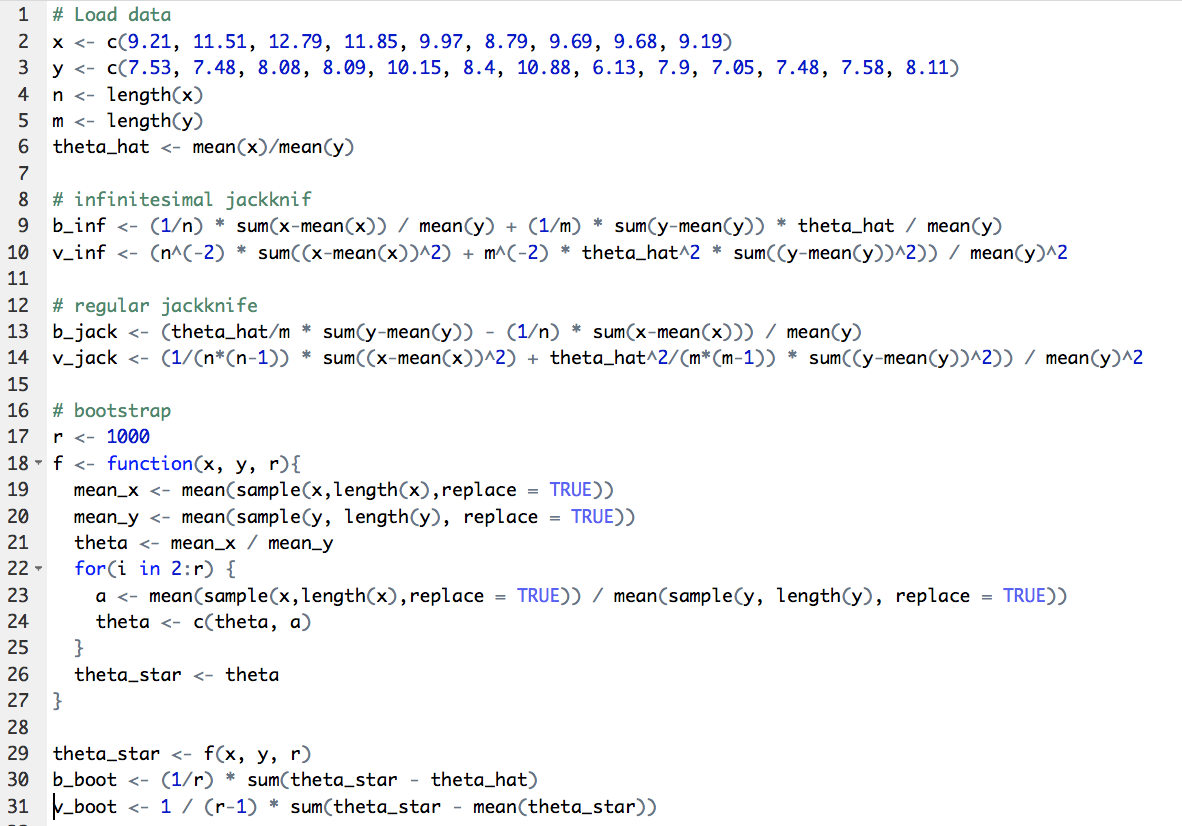 1 # Load data
2 x <- c(9.21, 11.51, 12.79, 11.85, 9.97, 8.79, 9.69, 9.68, 9.19)
3 y <- c(7.53, 7.48, 8.08, 8.09, 10.15, 8.4, 10.88, 6.13, 7.9, 7.05, 7.48, 7.58, 8.11)
4 n <- length(x)
5 m <- length(y)
6 theta_hat <- mean(x)/mean(y)
7
8 # infinitesimal jackknif
9 b_inf <- (1/n) * sum(x-mean(x)) / mean(y) + (1/m) * sum(y-mean(y)) * theta_hat / mean(y)
10 v_inf <- (n^(-2) * sum((x-mean(x))^2) + m^(-2) * theta_hat^2 * sum((y-mean(y))^2)) / mean(y)^2
11
12 # regular jackknife
13 b_jack <- (theta_hat/m * sum(y-mean(y)) - (1/n) * sum(x-mean(x))) / mean(y)
14 v_jack <- (1/(n*(n-1)) * sum((x-mean(x))^2) + theta_hat^2/(m*(m-1)) * sum((y-mean(y))^2)) / mean(y)^2
15
16 # bootstrap
17 r <- 1000
18 f <- function(x, y, r){
19   mean_x <- mean(sample(x,length(x),replace = TRUE))
20   mean_y <- mean(sample(y, length(y), replace = TRUE))
21   theta <- mean_x / mean_y
22   for(i in 2:r) {
23     a <- mean(sample(x,length(x),replace = TRUE)) / mean(sample(y, length(y), replace = TRUE))
24     theta <- c(theta, a)
25   }
26   theta_star <- theta
27 }
28
29 theta_star <- f(x, y, r)
30 b_boot <- (1/r) * sum(theta_star - theta_hat)
31 v_boot <- 1 / (r-1) * sum(theta_star - mean(theta_star))